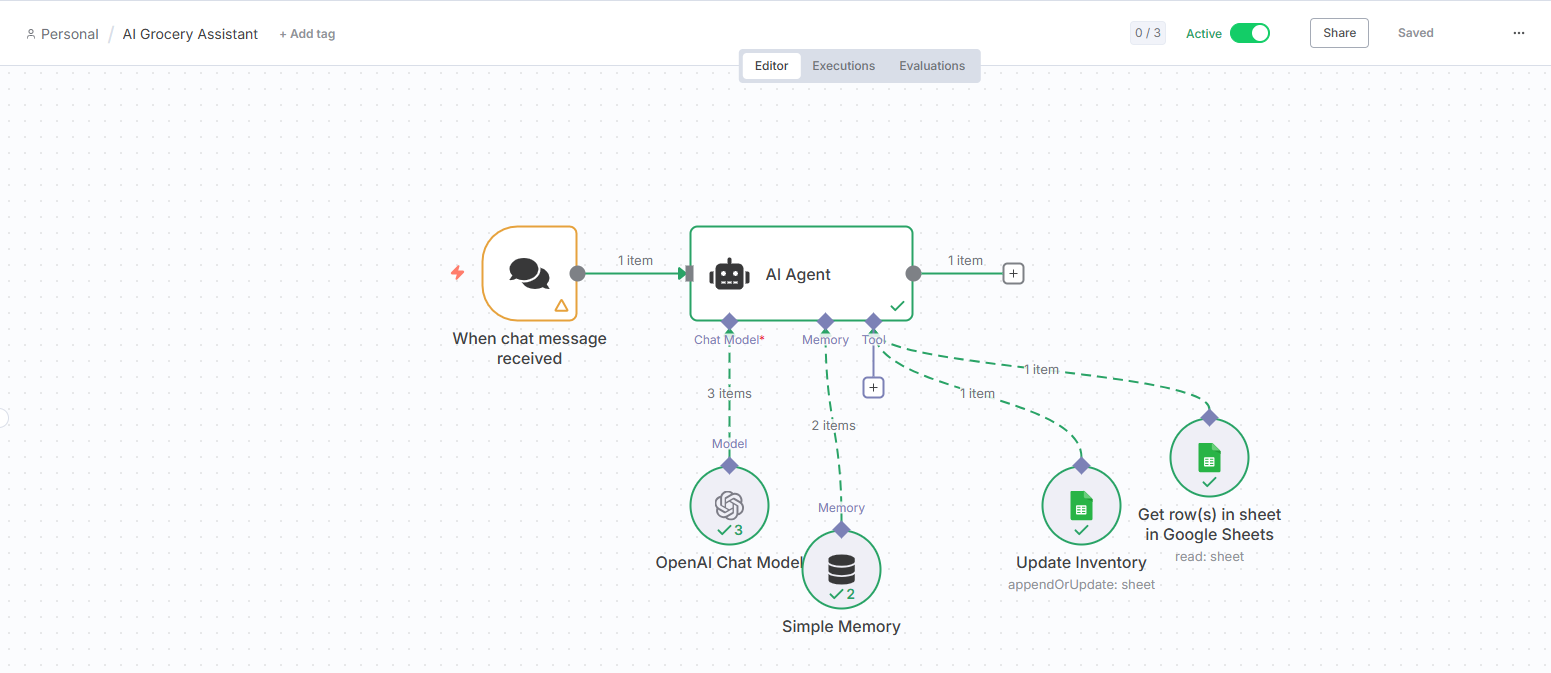 Personal / AI Grocery Assistant + Add tag
0 / 3 Active Share Saved ...
Editor Executions Evaluations
1 item
AI Agent
1 item
When chat message
received
Chat Model*
Memory
Tool
+
+
1 item
1 item
3 items
2 items
Model
Memory
3
OpenAI Chat Model
2
Simple Memory
Update Inventory
appendOrUpdate: sheet
Get row(s) in sheet
in Google Sheets
read: sheet